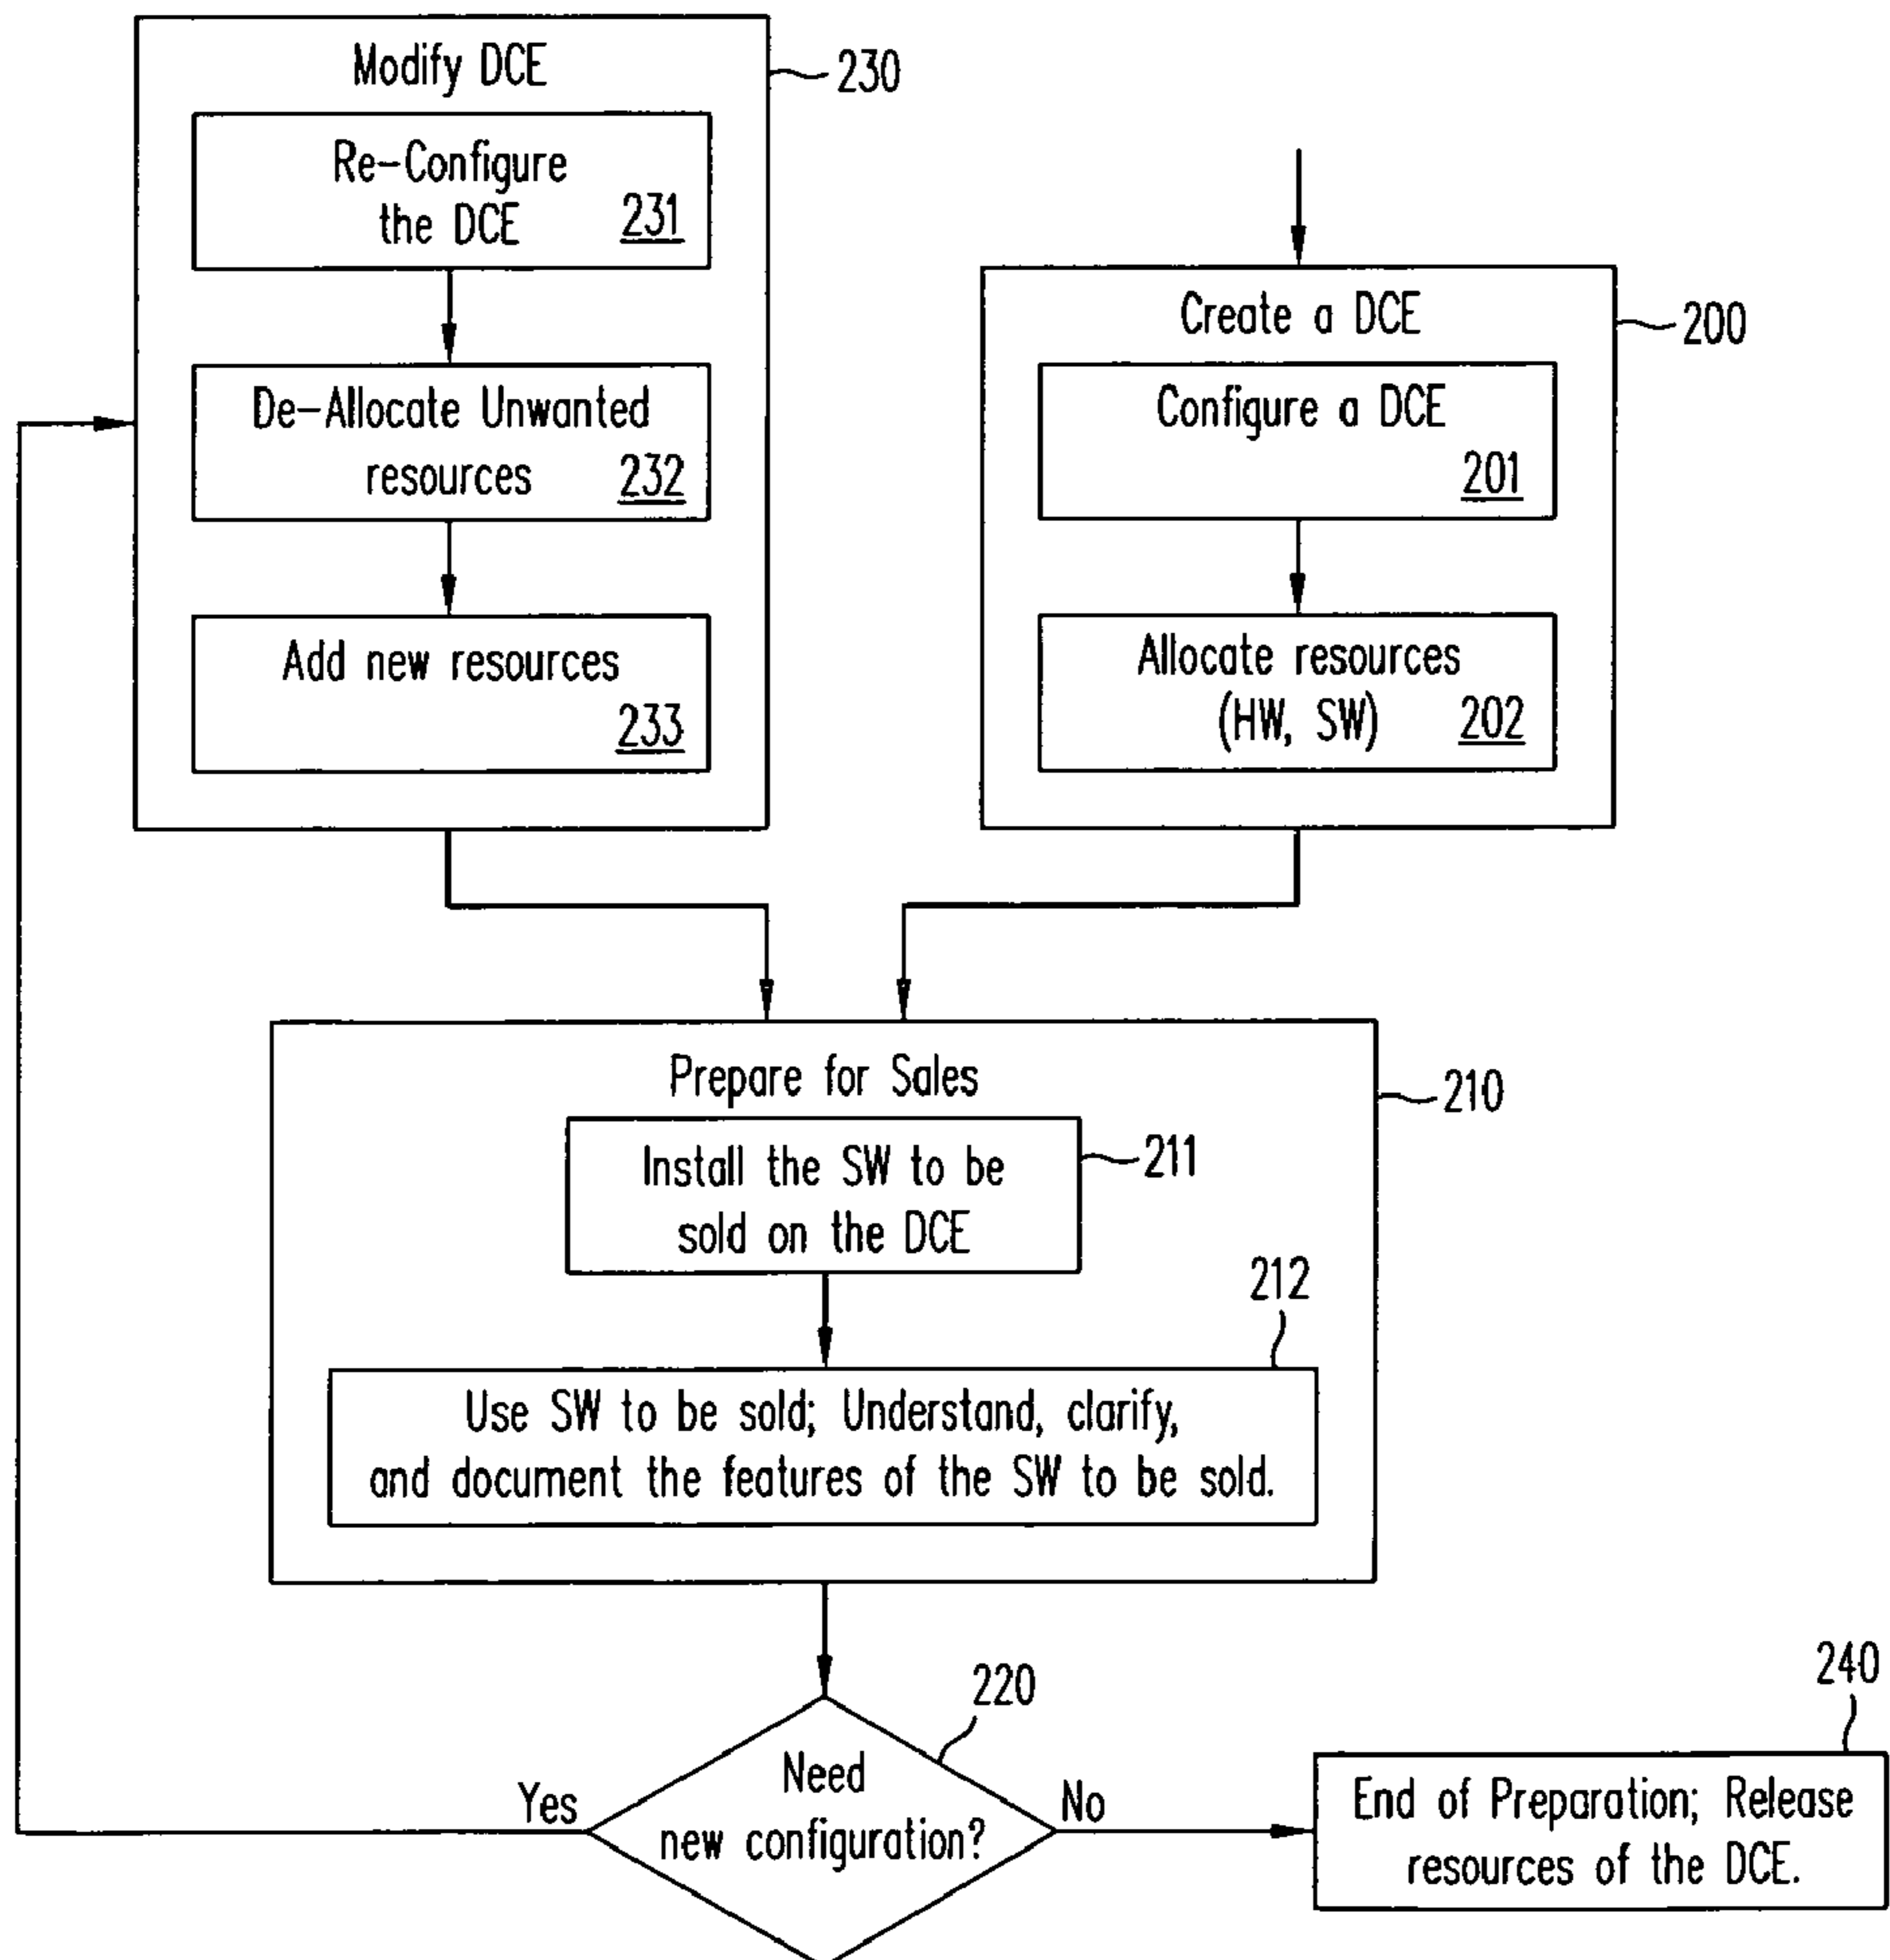 Modify DCE
230
Re-Configure
the DCE
231
De-Allocate Unwanted
resources
232
Add new resources
233
Create a DCE
200
Configure a DCE
201
Allocate resources
(HW, SW)
202
Prepare for Sales
210
Install the SW to be
sold on the DCE
211
212
Use SW to be sold; Understand, clarify,
and document the features of the SW to be sold.
220
Need
new configuration?
Yes
No
240
End of Preparation; Release
resources of the DCE.